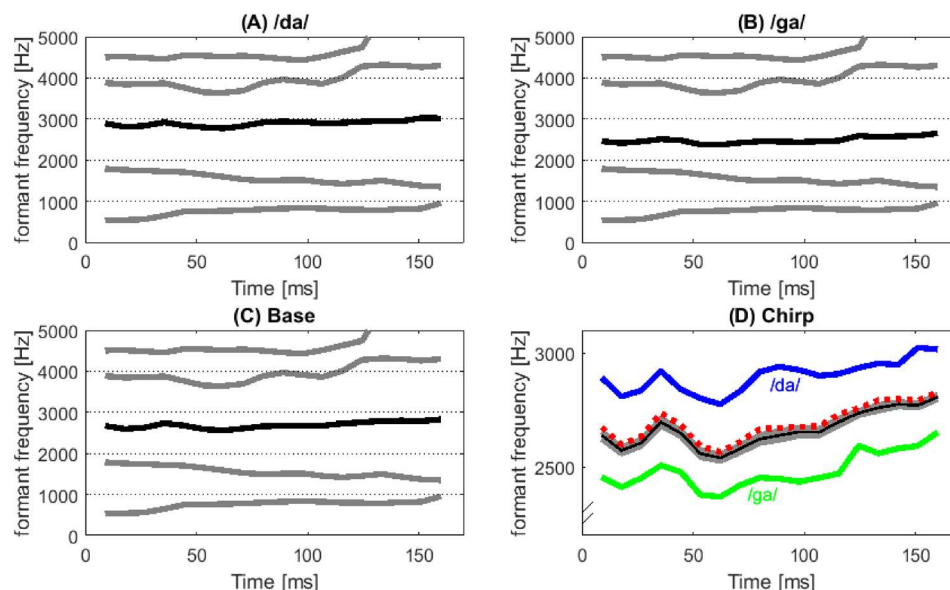 (A) /da/
formant frequency [Hz]
5000
4000
3000
2000
1000
0
0 50 100 150
Time [ms]
(B) /ga/
formant frequency [Hz]
5000
4000
3000
2000
1000
0
0 50 100 150
Time [ms]
(C) Base
formant frequency [Hz]
5000
4000
3000
2000
1000
0
0 50 100 150
Time [ms]
(D) Chirp
formant frequency [Hz]
3000
2500
/da/
/ga/
0 50 100 150
Time [ms]